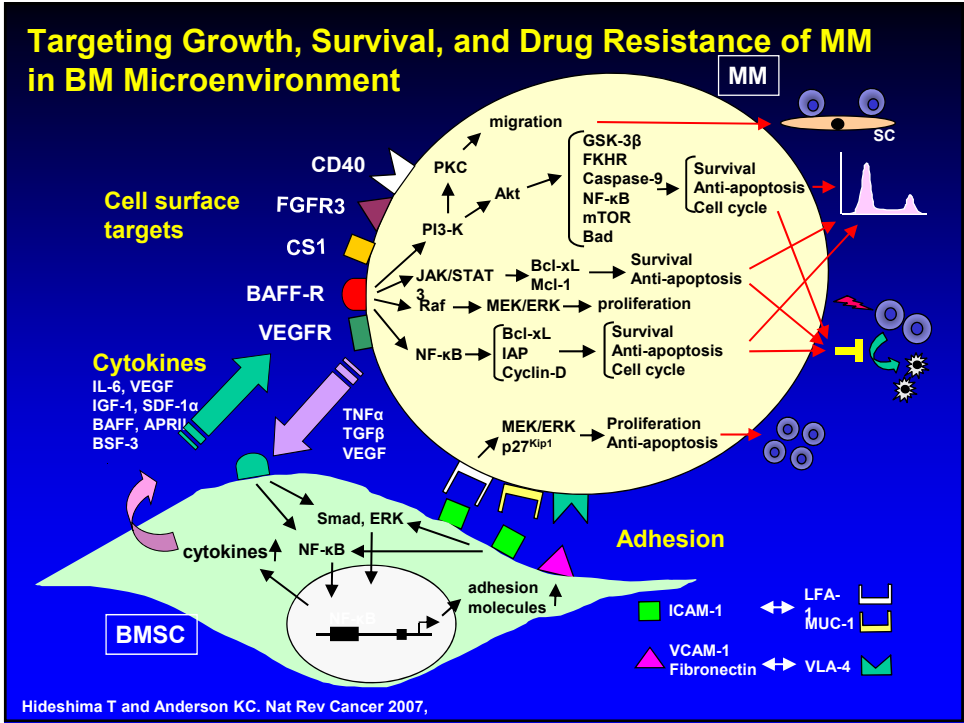 Targeting Growth, Survival, and Drug Resistance of MM
in BM Microenvironment
MM
SC
migration
PKC
Akt
PI3-K
GSK-3β
FKHR
Caspase-9
NF-κB
mTOR
Bad
Survival
Anti-apoptosis
Cell cycle
CD40
FGFR3
CS1
BAFF-R
VEGFR
Cell surface
targets
JAK/STAT
3
Bcl-xL
Mcl-1
Survival
Anti-apoptosis
Raf
MEK/ERK
proliferation
NF-κB
Bcl-xL
IAP
Cyclin-D
Survival
Anti-apoptosis
Cell cycle
Cytokines
IL-6, VEGF
IGF-1, SDF-1α
BAFF, APRIL
BSF-3
TNFα
TGFβ
VEGF
MEK/ERK
p27Kip1
Proliferation
Anti-apoptosis
Smad, ERK
cytokines
NF-κB
NF-κB
adhesion
molecules
BMSC
Adhesion
ICAM-1
LFA-
1
MUC-1
VCAM-1
Fibronectin
VLA-4
Hideshima T and Anderson KC. Nat Rev Cancer 2007,